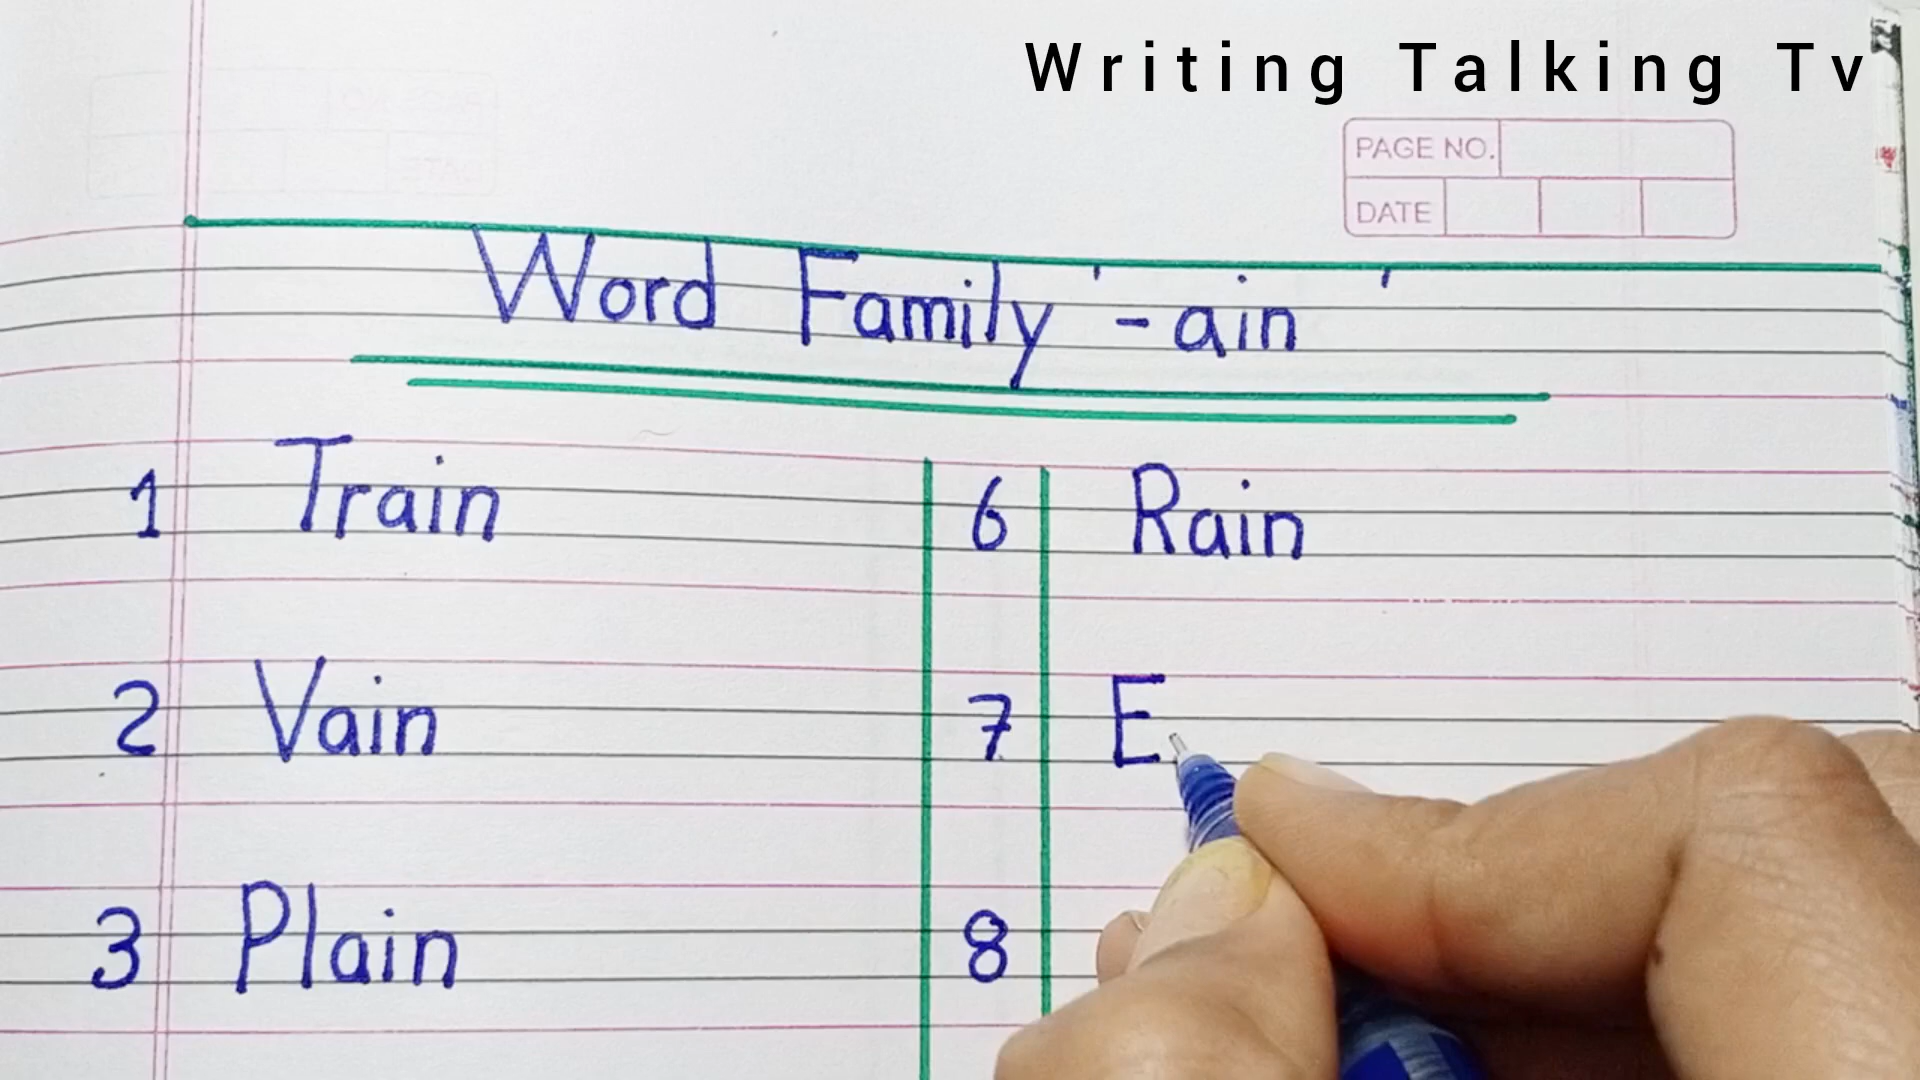 Writing Talking Tv
PAGE NO.
DATE
Word Family '-ain'
1 Train
6 Rain
2 Vain
7 E
3 Plain
8